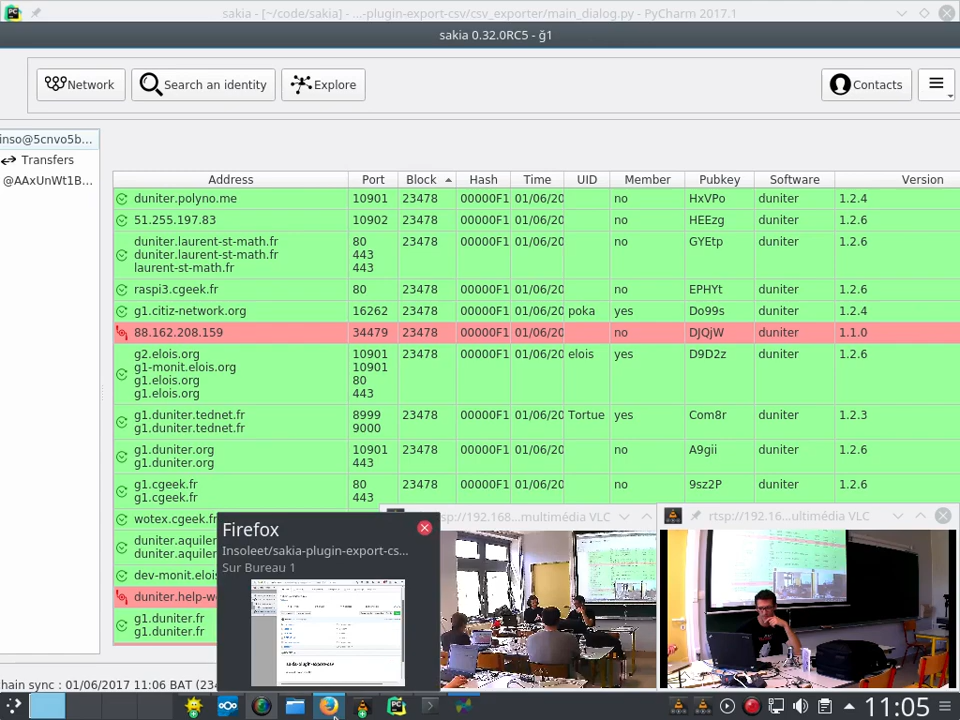 sakia - [~/code/sakia] - ...-plugin-export-csv/csv_exporter/main_dialog.py - PyCharm 2017.1
sakia 0.32.0RC5 - ğ1
Network Search an identity Explore Contacts
inso@5cnvo5b...
Transfers
@AAxUnWt1B...
Address Port Block Hash Time UID Member Pubkey Software Version
duniter.polyno.me 10901 23478 00000F1 01/06/20 no HxVPo duniter 1.2.4
51.255.197.83 10902 23478 00000F1 01/06/20 no HEEzg duniter 1.2.6
duniter.laurent-st-math.fr 80 23478 00000F1 01/06/20 no GYEtp duniter 1.2.6
duniter.laurent-st-math.fr 443
laurent-st-math.fr 443
raspi3.cgeek.fr 80 23478 00000F1 01/06/20 no EPHYt duniter 1.2.6
g1.citiz-network.org 16262 23478 00000F1 01/06/20 poka yes Do99s duniter 1.2.4
88.162.208.159 34479 23478 00000F1 01/06/20 no DJQjW duniter 1.1.0
g2.elois.org 10901 23478 00000F1 01/06/20 elois yes D9D2z duniter 1.2.6
g1-monit.elois.org 10901
g1.elois.org 80
g1.elois.org 443
g1.duniter.tednet.fr 8999 23478 00000F1 01/06/20 Tortue yes Com8r duniter 1.2.3
g1.duniter.tednet.fr 9000
g1.duniter.org 10901 23478 00000F1 01/06/20 no A9gii duniter 1.2.6
g1.duniter.org 443
g1.cgeek.fr 80 23478 00000F1 01/06/20 no 9sz2P duniter 1.2.6
g1.cgeek.fr 443
wotex.cgeek.fr
duniter.aquiler
duniter.aquiler
dev-monit.elois
duniter.help-w
g1.duniter.fr
g1.duniter.fr
Firefox
Insoleet/sakia-plugin-export-cs...
Sur Bureau 1
sakia-plugin-export-csv
sp://192.168...multimédia VLC
rtsp://192.16...ultimédia VLC
hain sync : 01/06/2017 11:06 BAT (234
11:05